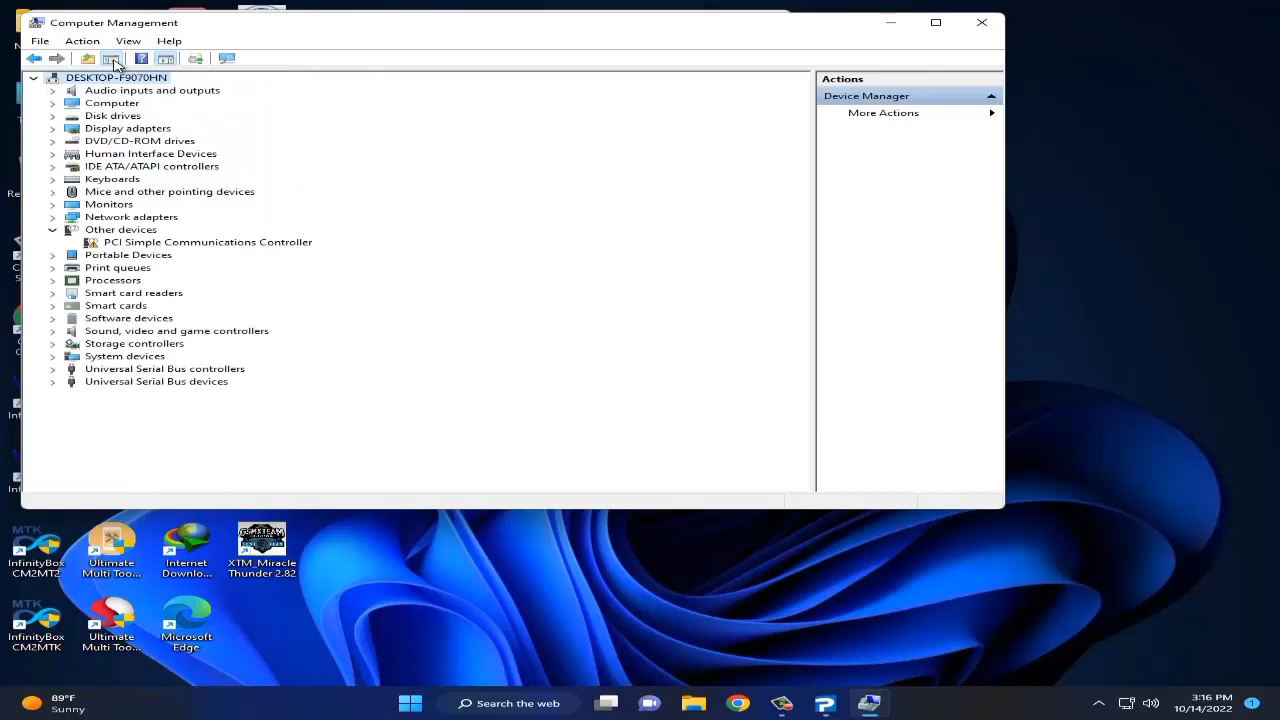 Computer Management
File Action View Help
DESKTOP-F9070HN
Audio inputs and outputs
Computer
Disk drives
Display adapters
DVD/CD-ROM drives
Human Interface Devices
IDE ATA/ATAPI controllers
Keyboards
Mice and other pointing devices
Monitors
Network adapters
Other devices
PCI Simple Communications Controller
Portable Devices
Print queues
Processors
Smart card readers
Smart cards
Software devices
Sound, video and game controllers
Storage controllers
System devices
Universal Serial Bus controllers
Universal Serial Bus devices
Actions
Device Manager
More Actions
MTK
InfinityBox
CM2MT2
Ultimate
Multi Too...
Internet
Downlo...
GSMXTEAM
XTM_Miracle
Thunder 2.82
MTK
InfinityBox
CM2MTK
Ultimate
Multi Too...
Microsoft
Edge
89°F
Sunny
Search the web
3:16 PM
10/14/2022
1